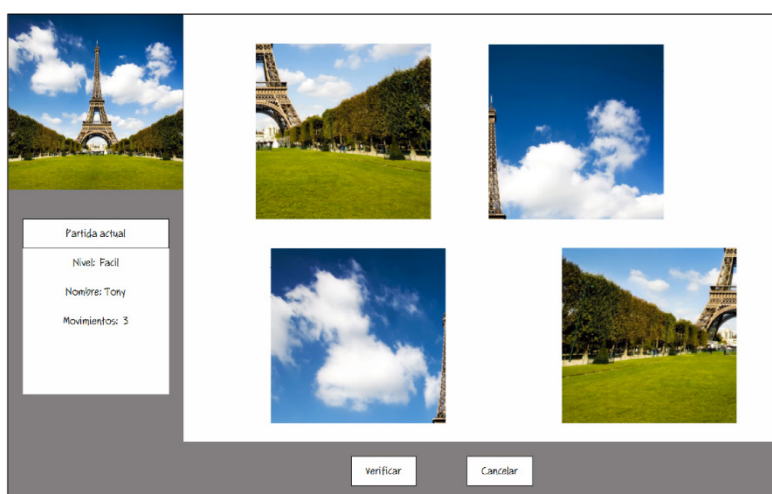 Partida actual
Nivel: Facil
Nombre: Tony
Movimientos: 3
Verificar
Cancelar